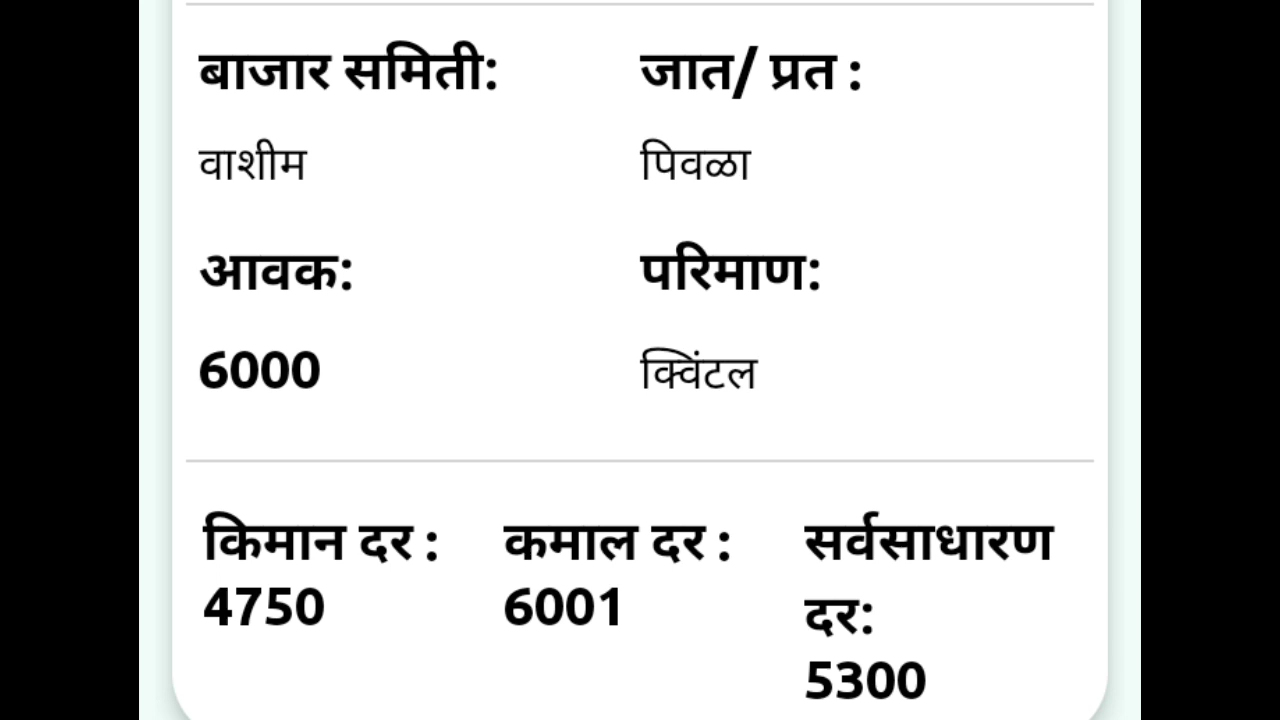 बाजार समिती: जात/ प्रत :
वाशीम पिवळा
आवक: परिमाण:
6000 क्विंटल
किमान दर : कमाल दर : सर्वसाधारण
4750 6001 दर:
5300